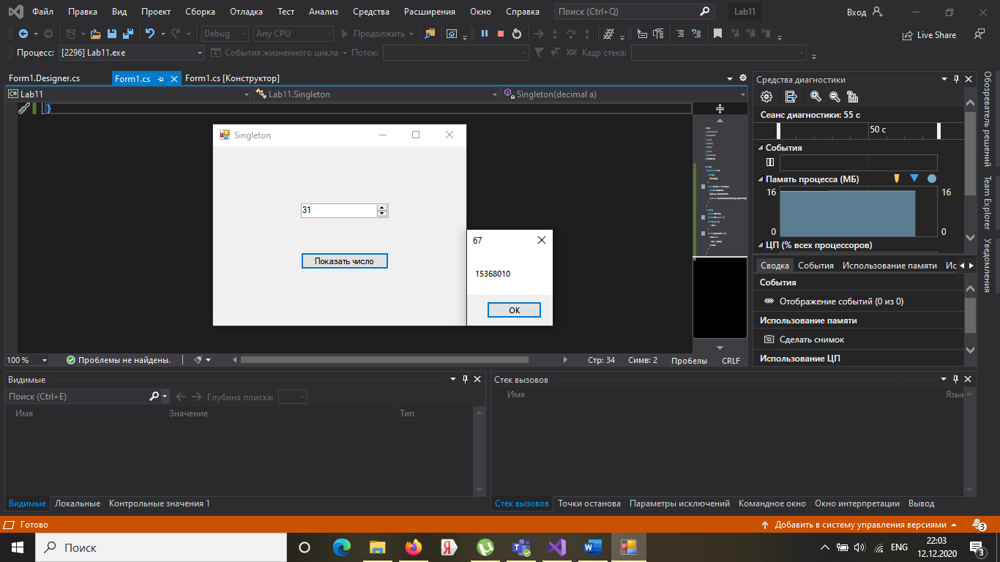 Файл Правка Вид Проект Сборка Отладка Тест Анализ Средства Расширения Окно Справка Поиск (Ctrl+Q) Lab11 Вход
Debug Any CPU Продолжить Live Share
Процесс: [2296] Lab11.exe События жизненного цикла Поток: Кадр стека:
Form1.Designer.cs Form1.cs Form1.cs [Конструктор]
C# Lab11 Lab11.Singleton Singleton(decimal a)
}
Singleton
31
Показать число
67
15368010
ОК
100 % Проблемы не найдены. Стр: 34 Симв: 2 Пробелы CRLF
Средства диагностики
Сеанс диагностики: 55 с
50 с
События
Память процесса (МБ)
16 16
0 0
ЦП (% всех процессоров)
Сводка События Использование памяти Ис
События
Отображение событий (0 из 0)
Использование памяти
Сделать снимок
Использование ЦП
Обозреватель решений
Team Explorer
Уведомления
Видимые
Поиск (Ctrl+E) Глубина поиска:
Имя Значение Тип
Видимые Локальные Контрольные значения 1
Стек вызовов
Имя Язык
Стек вызовов Точки останова Параметры исключений Командное окно Окно интерпретации Вывод
Готово Добавить в систему управления версиями 3
Поиск ENG 22:03
12.12.2020 3